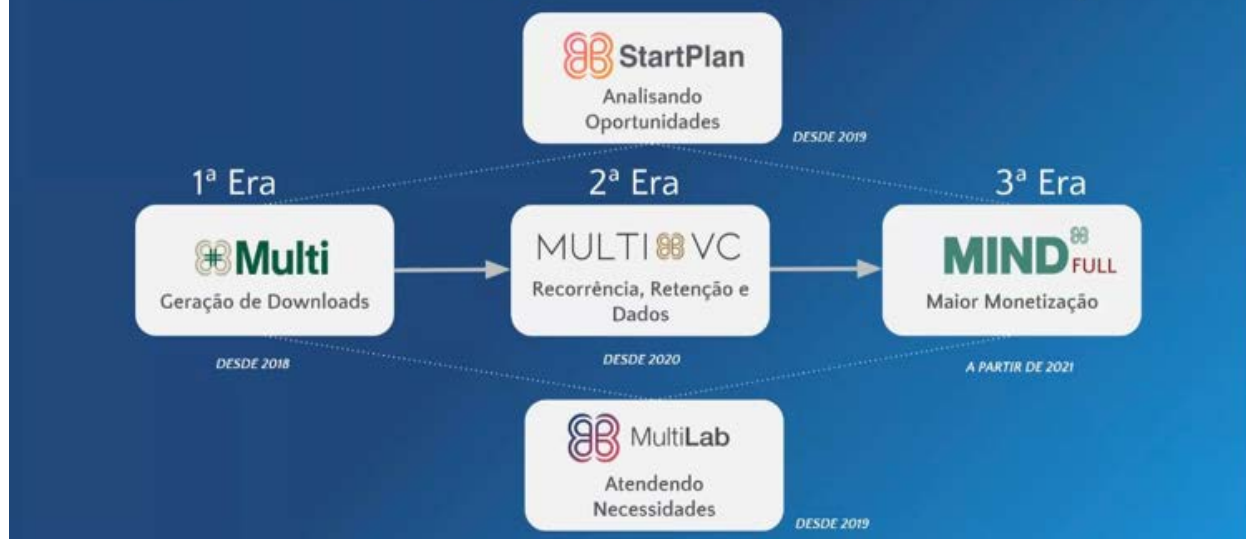 StartPlan
Analisando
Oportunidades
DESDE 2019
1ª Era
2ª Era
3ª Era
Multi
Geração de Downloads
DESDE 2018
MULTI VC
Recorrência, Retenção e
Dados
DESDE 2020
MIND
FULL
Maior Monetização
A PARTIR DE 2021
MultiLab
Atendendo
Necessidades
DESDE 2019